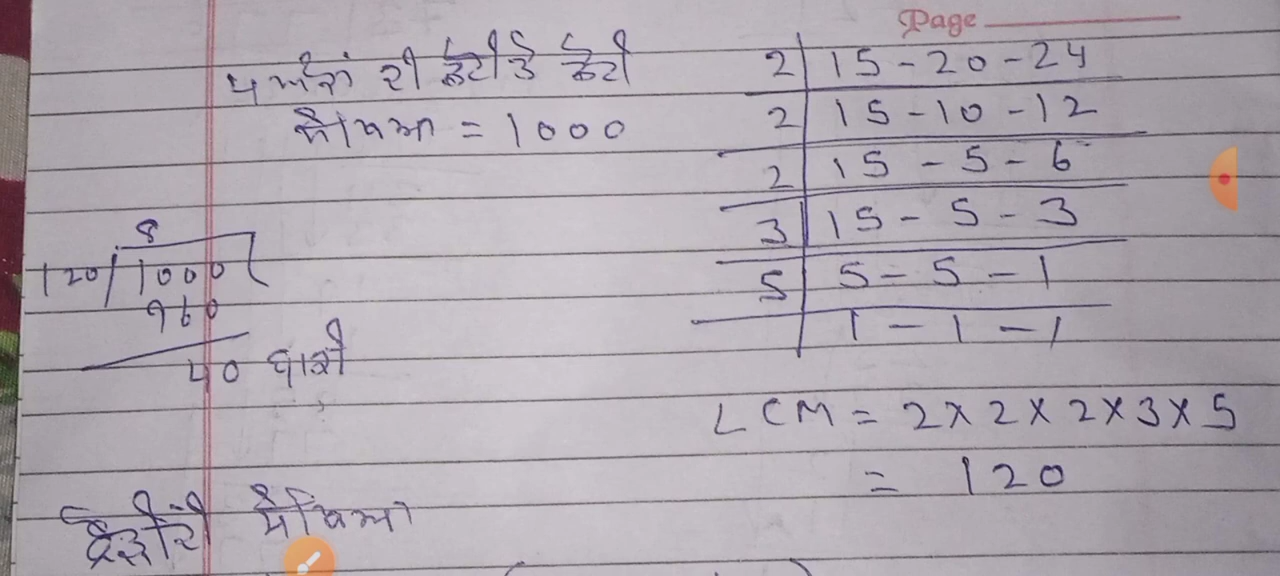 Page
4 ਅੰਕਾਂ ਦੀ ਛੋਟੀ ਤੋਂ ਛੋਟੀ
ਸੰਖਿਆ = 1000
2 | 15 - 20 - 24
2 | 15 - 10 - 12
2 | 15 - 5 - 6
3 | 15 - 5 - 3
5 | 5 - 5 - 1
1 - 1 - 1
8
120 / 1000
960
40 ਬਾਕੀ
LCM = 2 x 2 x 2 x 3 x 5
= 120
ਸੰਖਿਆ